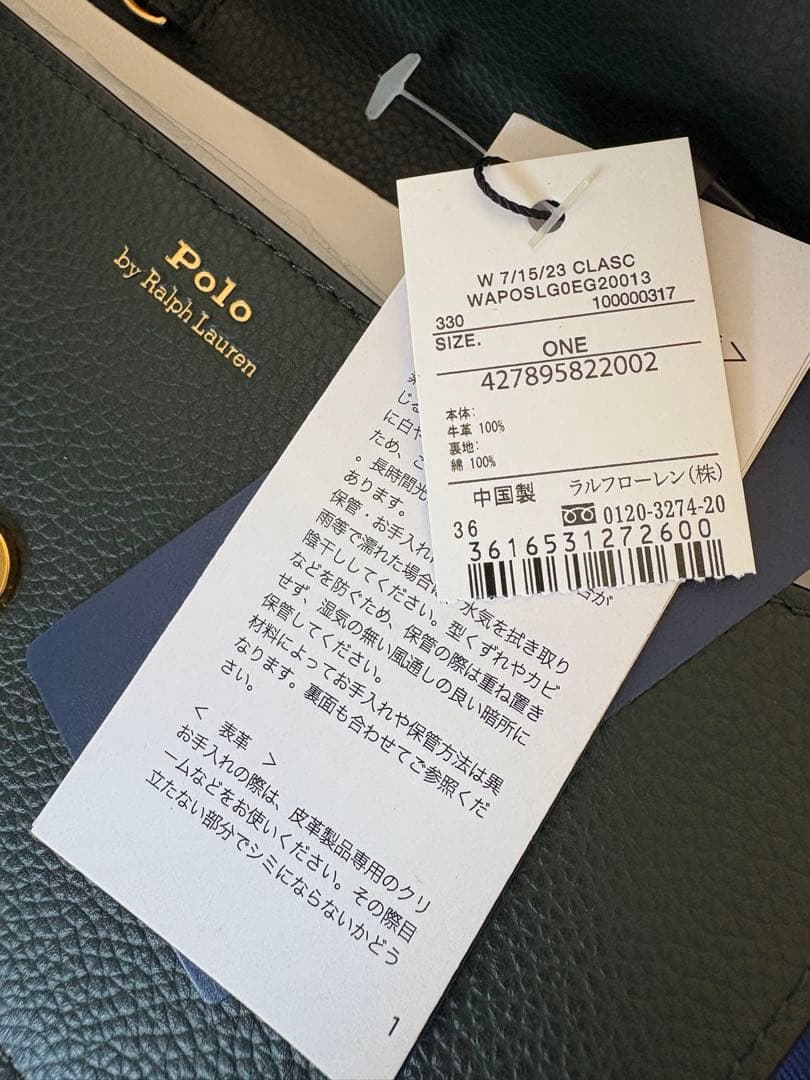 Polo
by Ralph Lauren
W 7/15/23 CLASC
WAPOSLG0EG20013
330 100000317
SIZE.
ONE
427895822002
本体:
牛革 100%
裏地:
綿 100%
中国製 ラルフローレン(株)
36 0120-3274-20
3616531272600
じる
に白や
ため、こ
。長時間光
あります。
保管・お手入れ
雨等で濡れた場合 水気を拭き取り
陰干ししてください。型くずれやカビ
などを防ぐため、保管の際は重ね置き
せず、湿気の無い風通しの良い暗所に
保管してください。
材料によってお手入れや保管方法は異
なります。裏面も合わせてご参照くだ
さい。
< 表革 >
お手入れの際は、皮革製品専用のクリ
ームなどをお使いください。その際目
立たない部分でシミにならないかどう
1